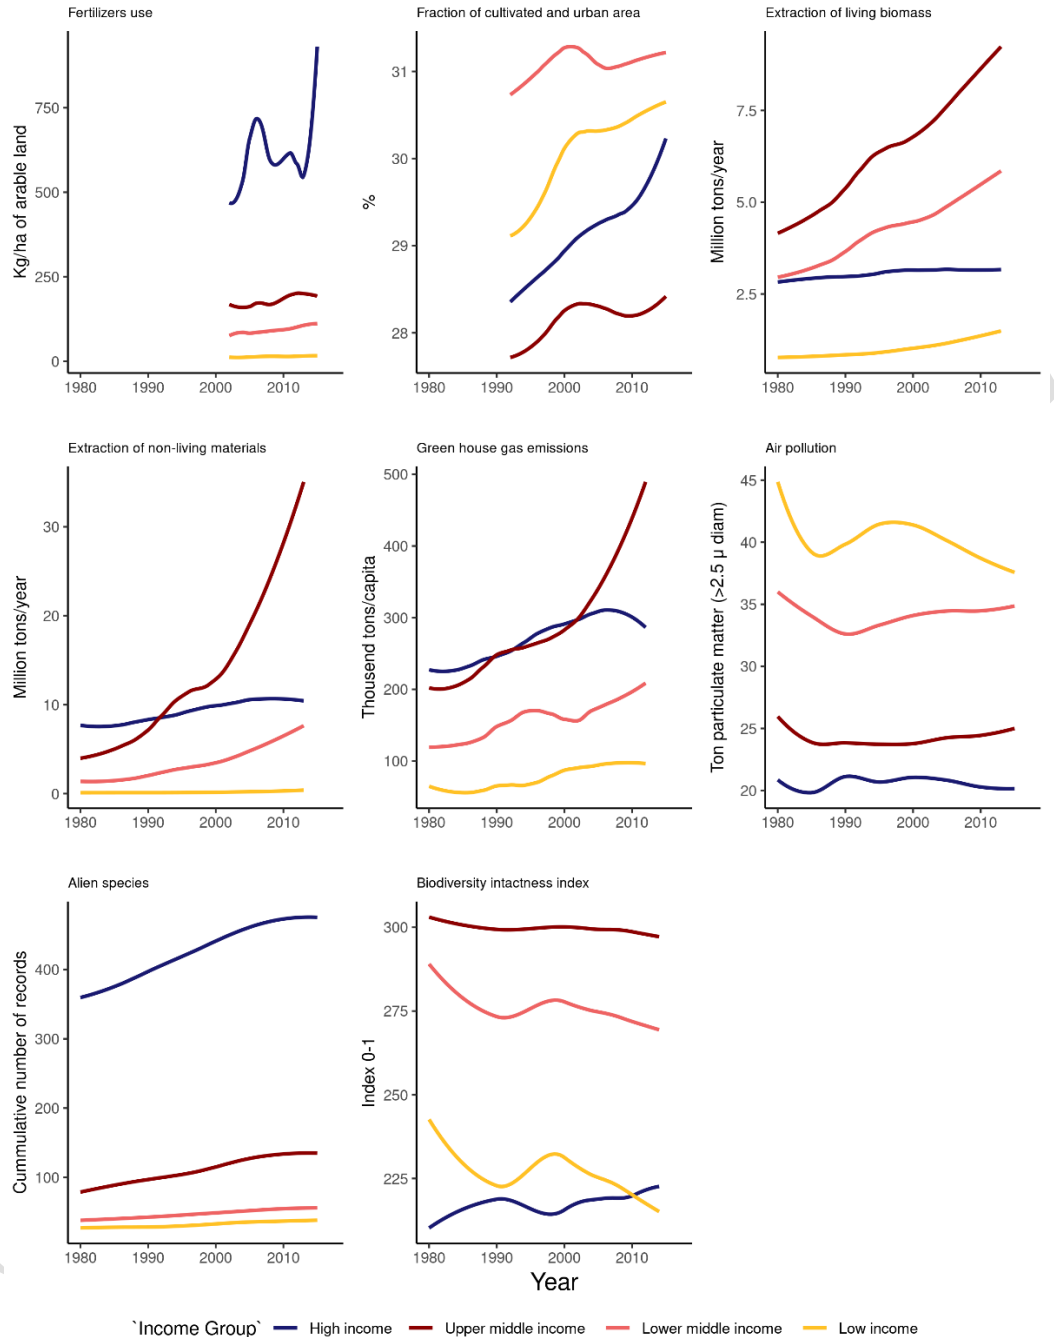 Fertilizers use
Kg/ha of arable land
750
500
250
0
1980 1990 2000 2010
Fraction of cultivated and urban area
%
31
30
29
28
1980 1990 2000 2010
Extraction of living biomass
Million tons/year
7.5
5.0
2.5
1980 1990 2000 2010
Extraction of non-living materials
Million tons/year
30
20
10
0
1980 1990 2000 2010
Green house gas emissions
Thousend tons/capita
500
400
300
200
100
1980 1990 2000 2010
Air pollution
Ton particulate matter (>2.5 μ diam)
45
40
35
30
25
20
1980 1990 2000 2010
Alien species
Cummulative number of records
400
300
200
100
1980 1990 2000 2010
Biodiversity intactness index
Index 0-1
300
275
250
225
1980 1990 2000 2010
Year
`Income Group` High income Upper middle income Lower middle income Low income